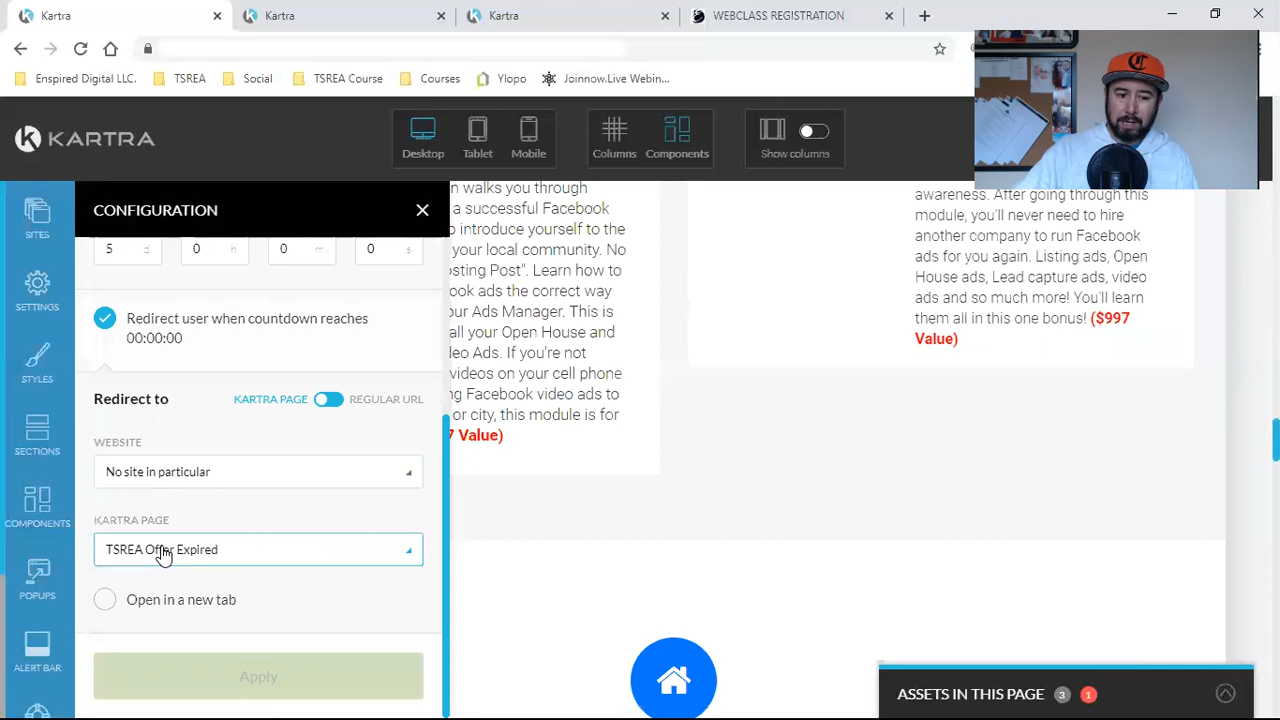 Kartra
Kartra
Kartra
WEBCLASS REGISTRATION
Enspired Digital LLC.
TSREA
Social
TSREA Course
Courses
Ylopo
Joinnow.Live Webin...
KARTRA
Desktop
Tablet
Mobile
Columns
Components
Show columns
SITES
SETTINGS
STYLES
SECTIONS
COMPONENTS
POPUPS
ALERT BAR
CONFIGURATION
5 d 0 h 0 m 0 s
Redirect user when countdown reaches
00:00:00
Redirect to
KARTRA PAGE
REGULAR URL
WEBSITE
No site in particular
KARTRA PAGE
TSREA Offer Expired
Open in a new tab
Apply
n walks you through
a successful Facebook
o introduce yourself to the
your local community. No
osting Post". Learn how to
ook ads the correct way
our Ads Manager. This is
all your Open House and
deo Ads. If you're not
videos on your cell phone
ng Facebook video ads to
or city, this module is for
7 Value)
awareness. After going through this
module, you'll never need to hire
another company to run Facebook
ads for you again. Listing ads, Open
House ads, Lead capture ads, video
ads and so much more! You'll learn
them all in this one bonus! ($997
Value)
ASSETS IN THIS PAGE 3 1